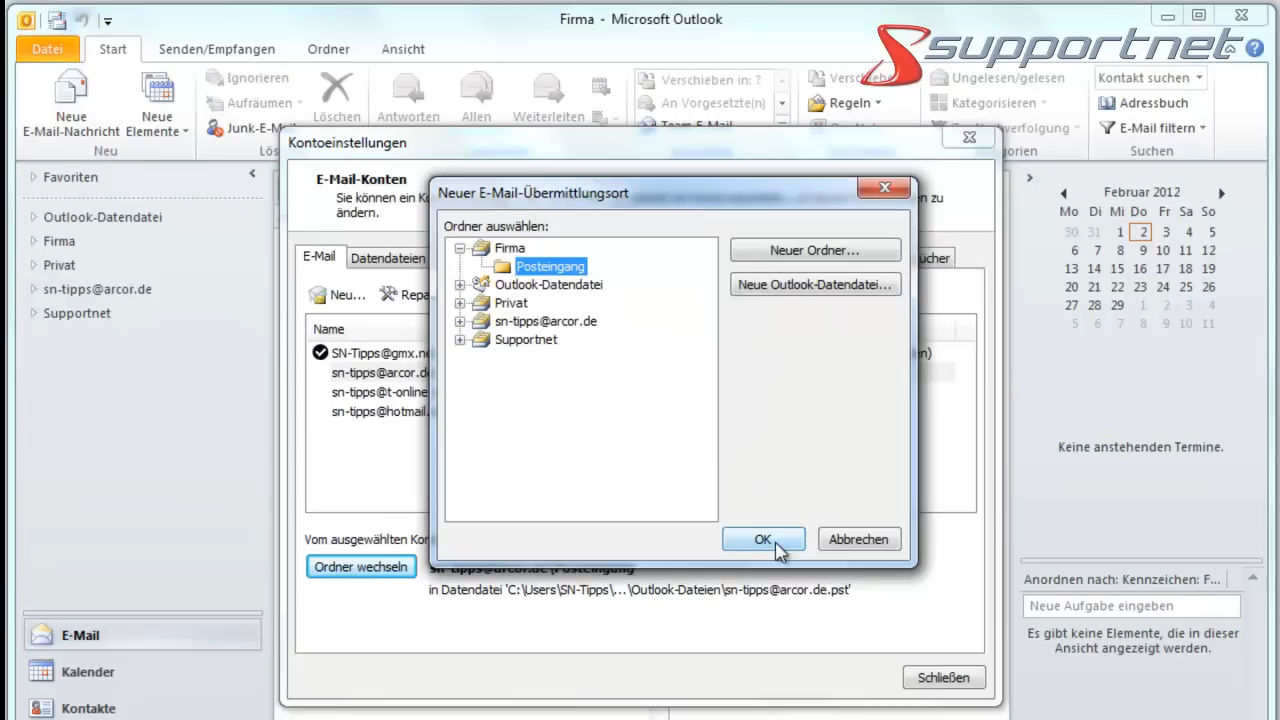 Firma - Microsoft Outlook
supportnet
Datei Start Senden/Empfangen Ordner Ansicht
Neue E-Mail-Nachricht
Neue Elemente
Neu
Ignorieren
Aufräumen
Junk-E-M
Löschen
Antworten
Allen
Weiterleiten
Verschieben in: ?
An Vorgesetzte(n)
Team-E-Mail
Regeln
Ungelesen/gelesen
Kategorisieren
Kontakt suchen
Adressbuch
E-Mail filtern
Suchen
Favoriten
Outlook-Datendatei
Firma
Privat
sn-tipps@arcor.de
Supportnet
E-Mail
Kalender
Kontakte
Kontoeinstellungen
E-Mail-Konten
Sie können ein Ko
ändern.
E-Mail Datendateien
Neu... Repa
Name
SN-Tipps@gmx.ne
sn-tipps@arcor.d
sn-tipps@t-online
sn-tipps@hotmail.
Vom ausgewählten Kon
Ordner wechseln
sn-tipps@arcor.de\Posteingang
in Datendatei 'C:\Users\SN-Tipps\...\Outlook-Dateien\sn-tipps@arcor.de.pst'
Schließen
Neuer E-Mail-Übermittlungsort
Ordner auswählen:
Firma
Posteingang
Outlook-Datendatei
Privat
sn-tipps@arcor.de
Supportnet
Neuer Ordner...
Neue Outlook-Datendatei...
OK Abbrechen
Februar 2012
Mo Di Mi Do Fr Sa So
30 31 1 2 3 4 5
6 7 8 9 10 11 12
13 14 15 16 17 18 19
20 21 22 23 24 25 26
27 28 29 1 2 3 4
5 6 7 8 9 10 11
Keine anstehenden Termine.
Anordnen nach: Kennzeichen: F...
Neue Aufgabe eingeben
Es gibt keine Elemente, die in dieser
Ansicht angezeigt werden.